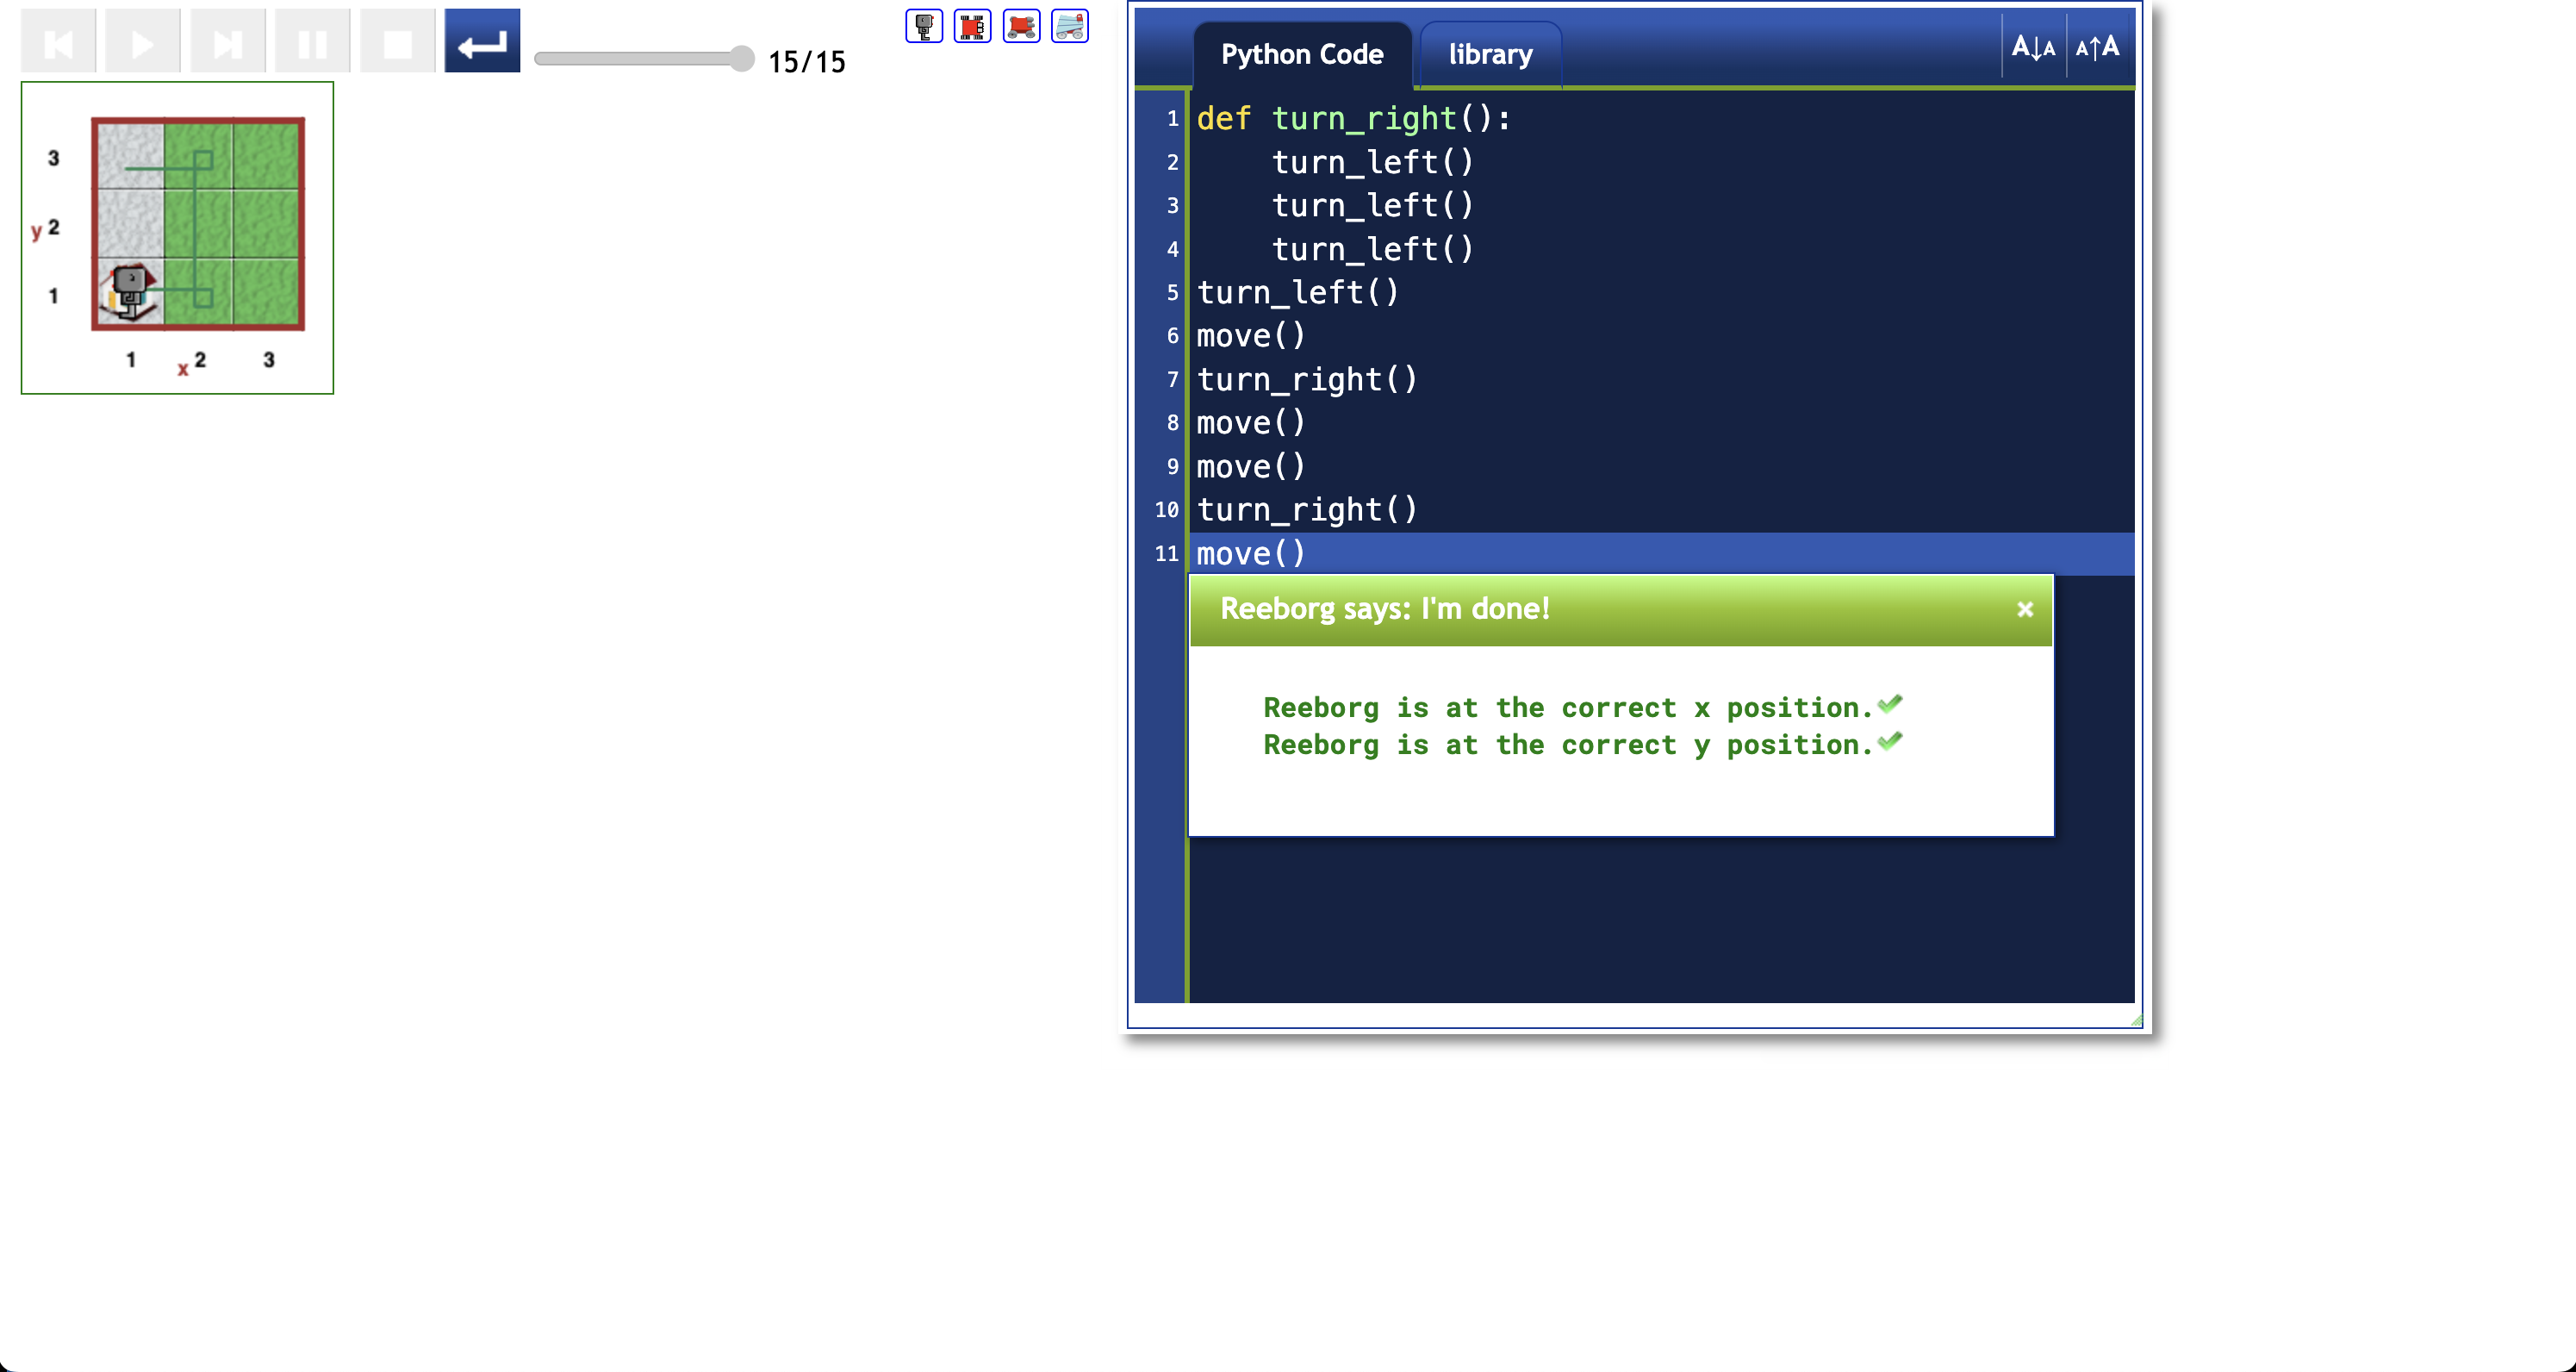 15/15
3
y 2
1
1 x 2 3
Python Code
library
A↓A
A↑A
1 def turn_right():
2 turn_left()
3 turn_left()
4 turn_left()
5 turn_left()
6 move()
7 turn_right()
8 move()
9 move()
10 turn_right()
11 move()
Reeborg says: I'm done!
×
Reeborg is at the correct x position.✔
Reeborg is at the correct y position.✔